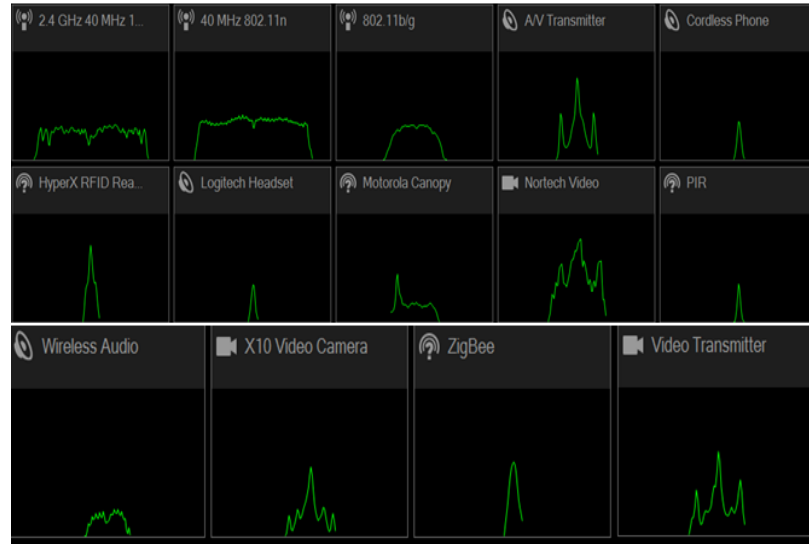 2.4 GHz 40 MHz 1...
40 MHz 802.11n
802.11b/g
A/V Transmitter
Cordless Phone
HyperX RFID Rea...
Logitech Headset
Motorola Canopy
Nortech Video
PIR
Wireless Audio
X10 Video Camera
ZigBee
Video Transmitter